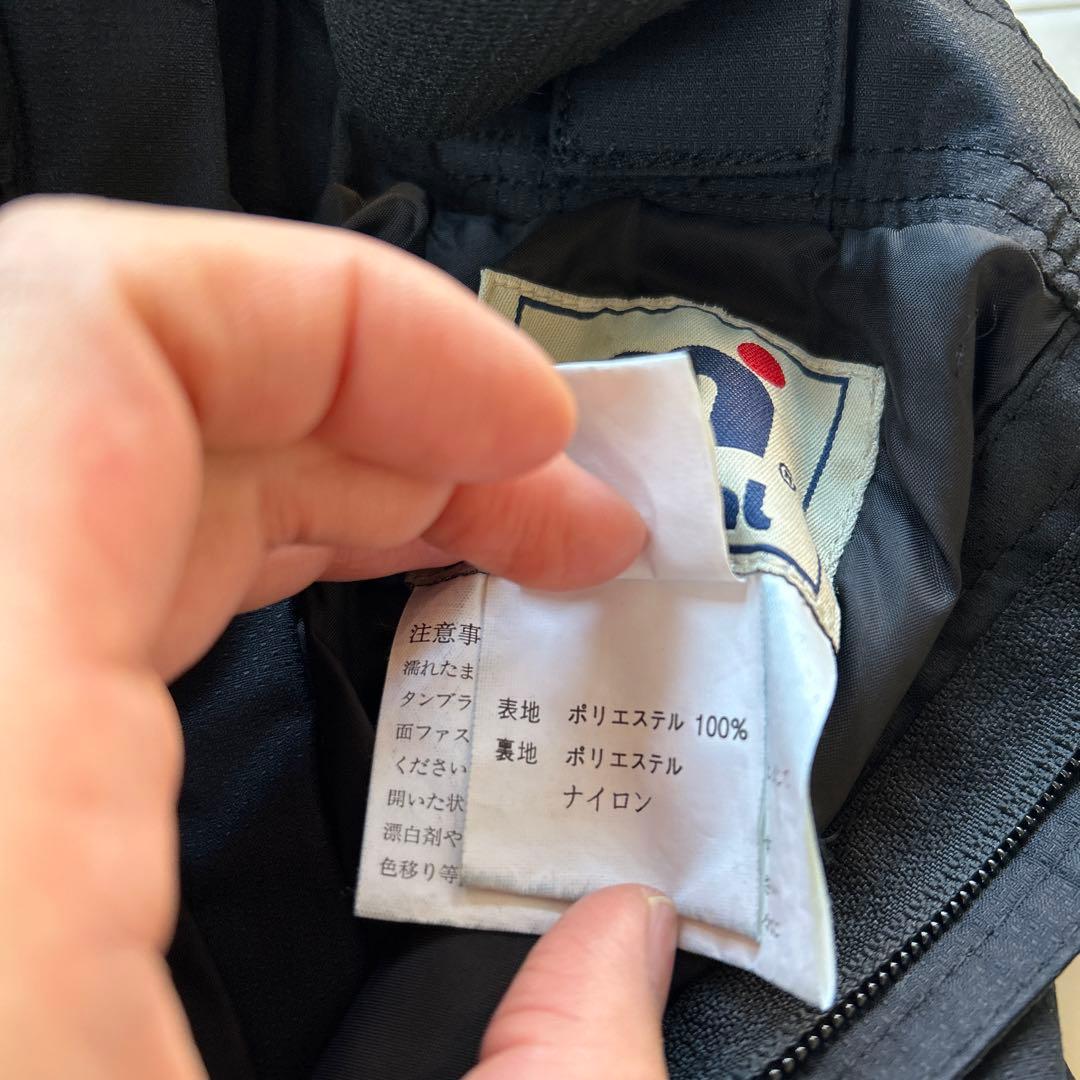 ®
注意事
濡れたま
タンブラ
面ファス
ください
開いた状
漂白剤や
色移り等
表地 ポリエステル 100%
裏地 ポリエステル
ナイロン